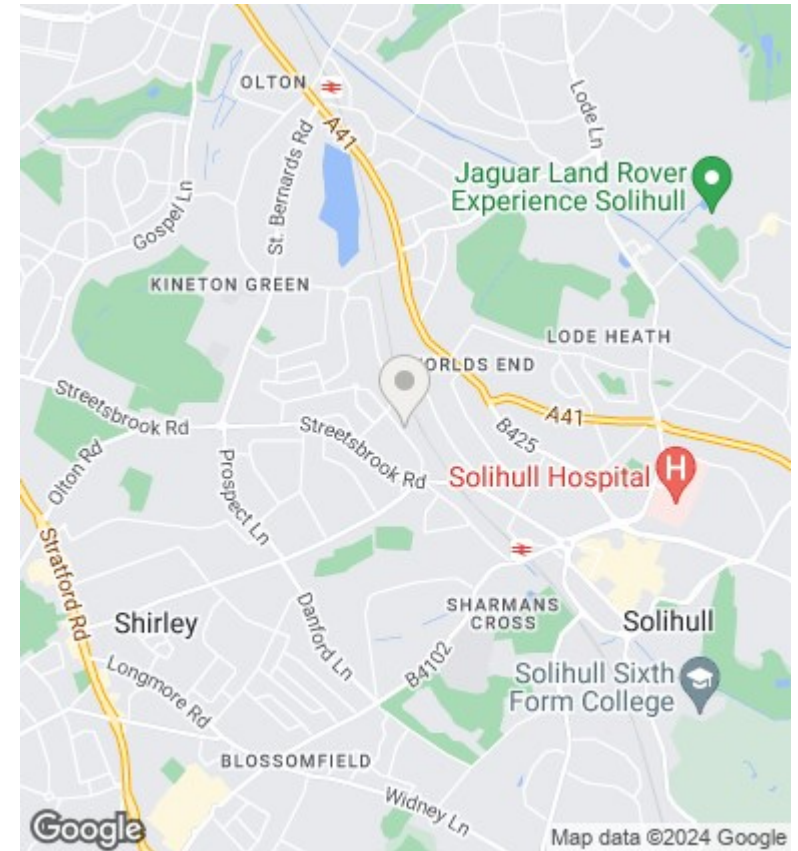 OLTON
A41
Lode Ln
St. Bernards Rd
Gospel Ln
Jaguar Land Rover
Experience Solihull
KINETON GREEN
LODE HEATH
ORLDS END
Streetsbrook Rd
A41
B425
Olton Rd
Streetsbrook Rd
Prospect Ln
Solihull Hospital
H
Stratford Rd
SHARMANS
CROSS
Shirley
Solihull
Danford Ln
B4102
Longmore Rd
Solihull Sixth
Form College
BLOSSOMFIELD
Widney Ln
Google
Map data ©2024 Google